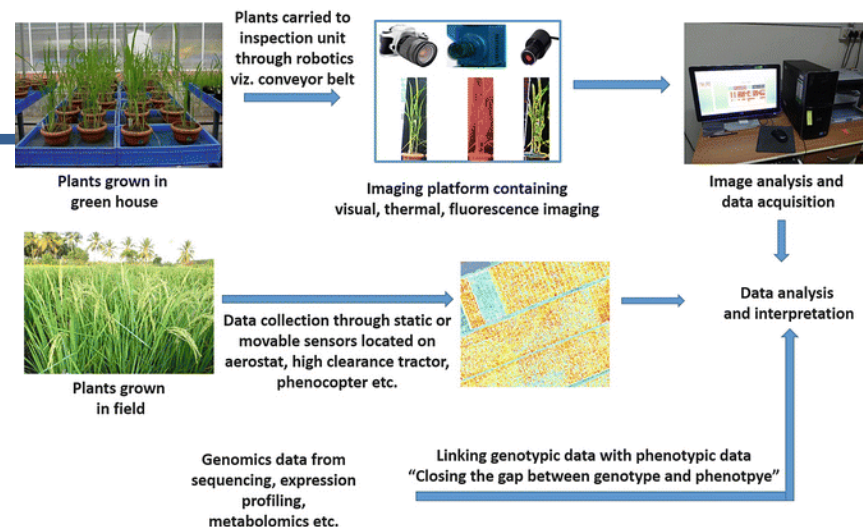 Plants carried to
inspection unit
through robotics
viz. conveyor belt
Plants grown in
green house
Imaging platform containing
visual, thermal, fluorescence imaging
Image analysis and
data acquisition
Data collection through static or
movable sensors located on
aerostat, high clearance tractor,
phenocopter etc.
Plants grown
in field
Data analysis
and interpretation
Genomics data from
sequencing, expression
profiling,
metabolomics etc.
Linking genotypic data with phenotypic data
“Closing the gap between genotype and phenotpye”